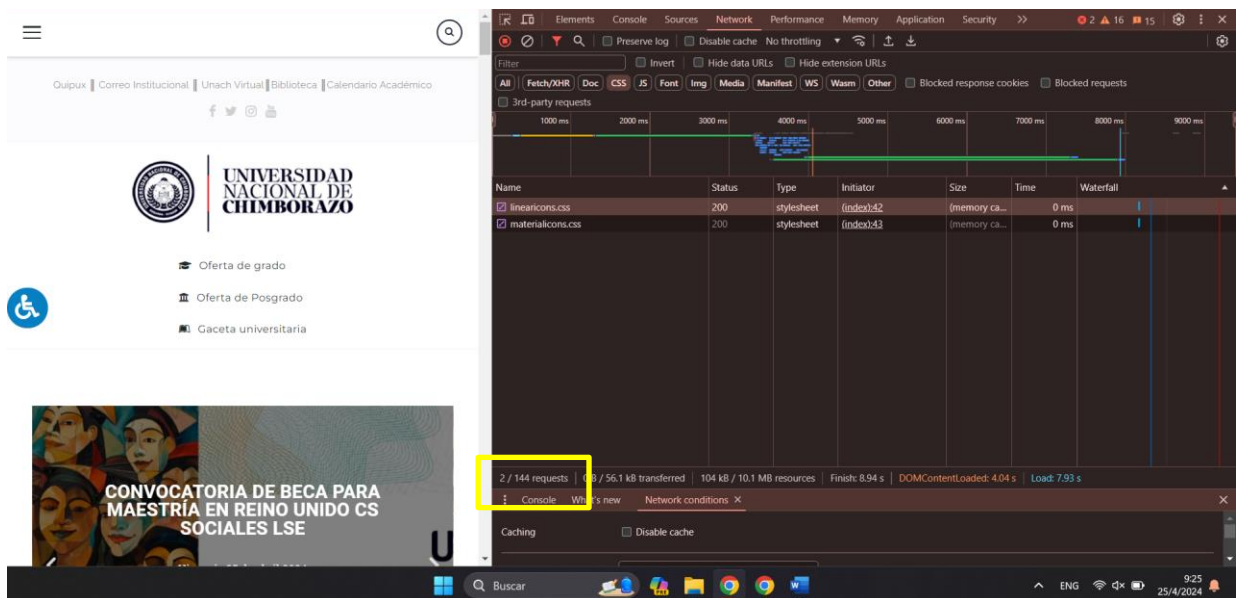 Quipux Correo Institucional Unach Virtual Biblioteca Calendario Académico
UNIVERSIDAD
NACIONAL DE
CHIMBORAZO
Oferta de grado
Oferta de Posgrado
Gaceta universitaria
CONVOCATORIA DE BECA PARA
MAESTRÍA EN REINO UNIDO CS
SOCIALES LSE
U
Elements Console Sources Network Performance Memory Application Security 2 16 15
Preserve log Disable cache No throttling
Filter Invert Hide data URLs Hide extension URLs
All Fetch/XHR Doc CSS JS Font Img Media Manifest WS Wasm Other Blocked response cookies Blocked requests
3rd-party requests
1000 ms 2000 ms 3000 ms 4000 ms 5000 ms 6000 ms 7000 ms 8000 ms 9000 ms
Name Status Type Initiator Size Time Waterfall
linearicons.css 200 stylesheet (index):42 (memory ca... 0 ms
materialicons.css 200 stylesheet (index):43 (memory ca... 0 ms
2 / 144 requests / 56.1 kB transferred 104 kB / 10.1 MB resources Finish: 8.94 s DOMContentLoaded: 4.04 s Load: 7.93 s
Console What's new Network conditions ×
Caching Disable cache
Buscar
ENG 9:25
25/4/2024